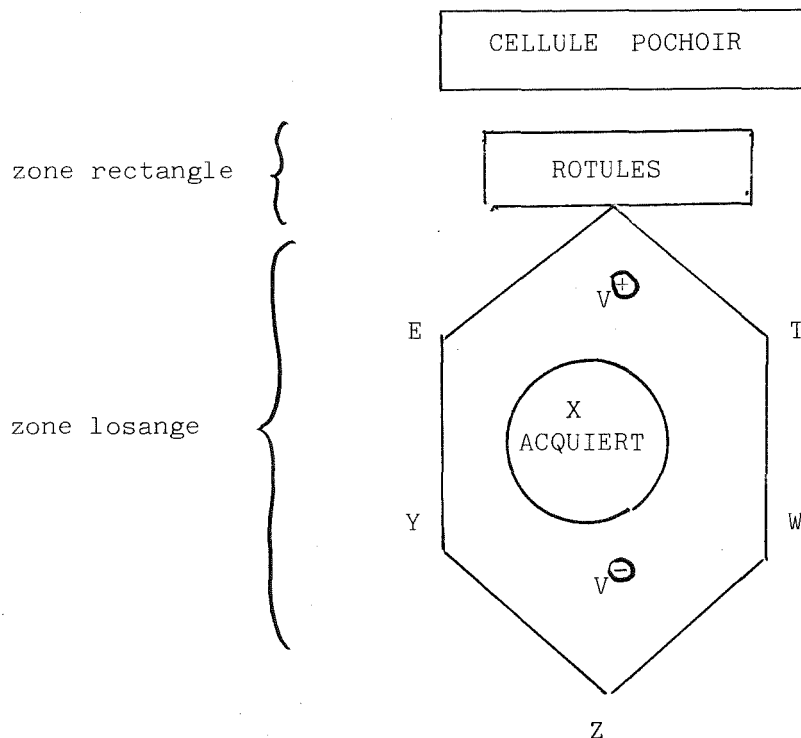 CELLULE POCHOIR
zone rectangle
ROTULES
V+
E
T
zone losange
X
ACQUIERT
Y
W
V−
Z